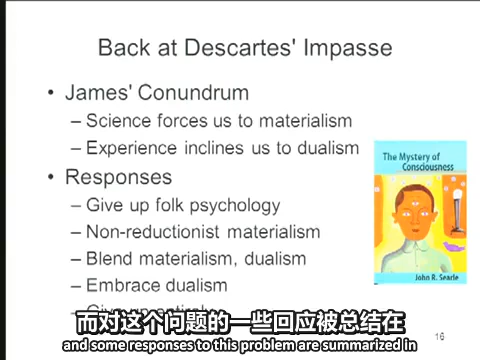 Back at Descartes' Impasse
• James' Conundrum
– Science forces us to materialism
– Experience inclines us to dualism
• Responses
– Give up folk psychology
– Non-reductionist materialism
– Blend materialism, dualism
– Embrace dualism
The Mystery of
Consciousness
John R. Searle
而对这个问题的一些回应被总结在
and some responses to this problem are summarized in
16